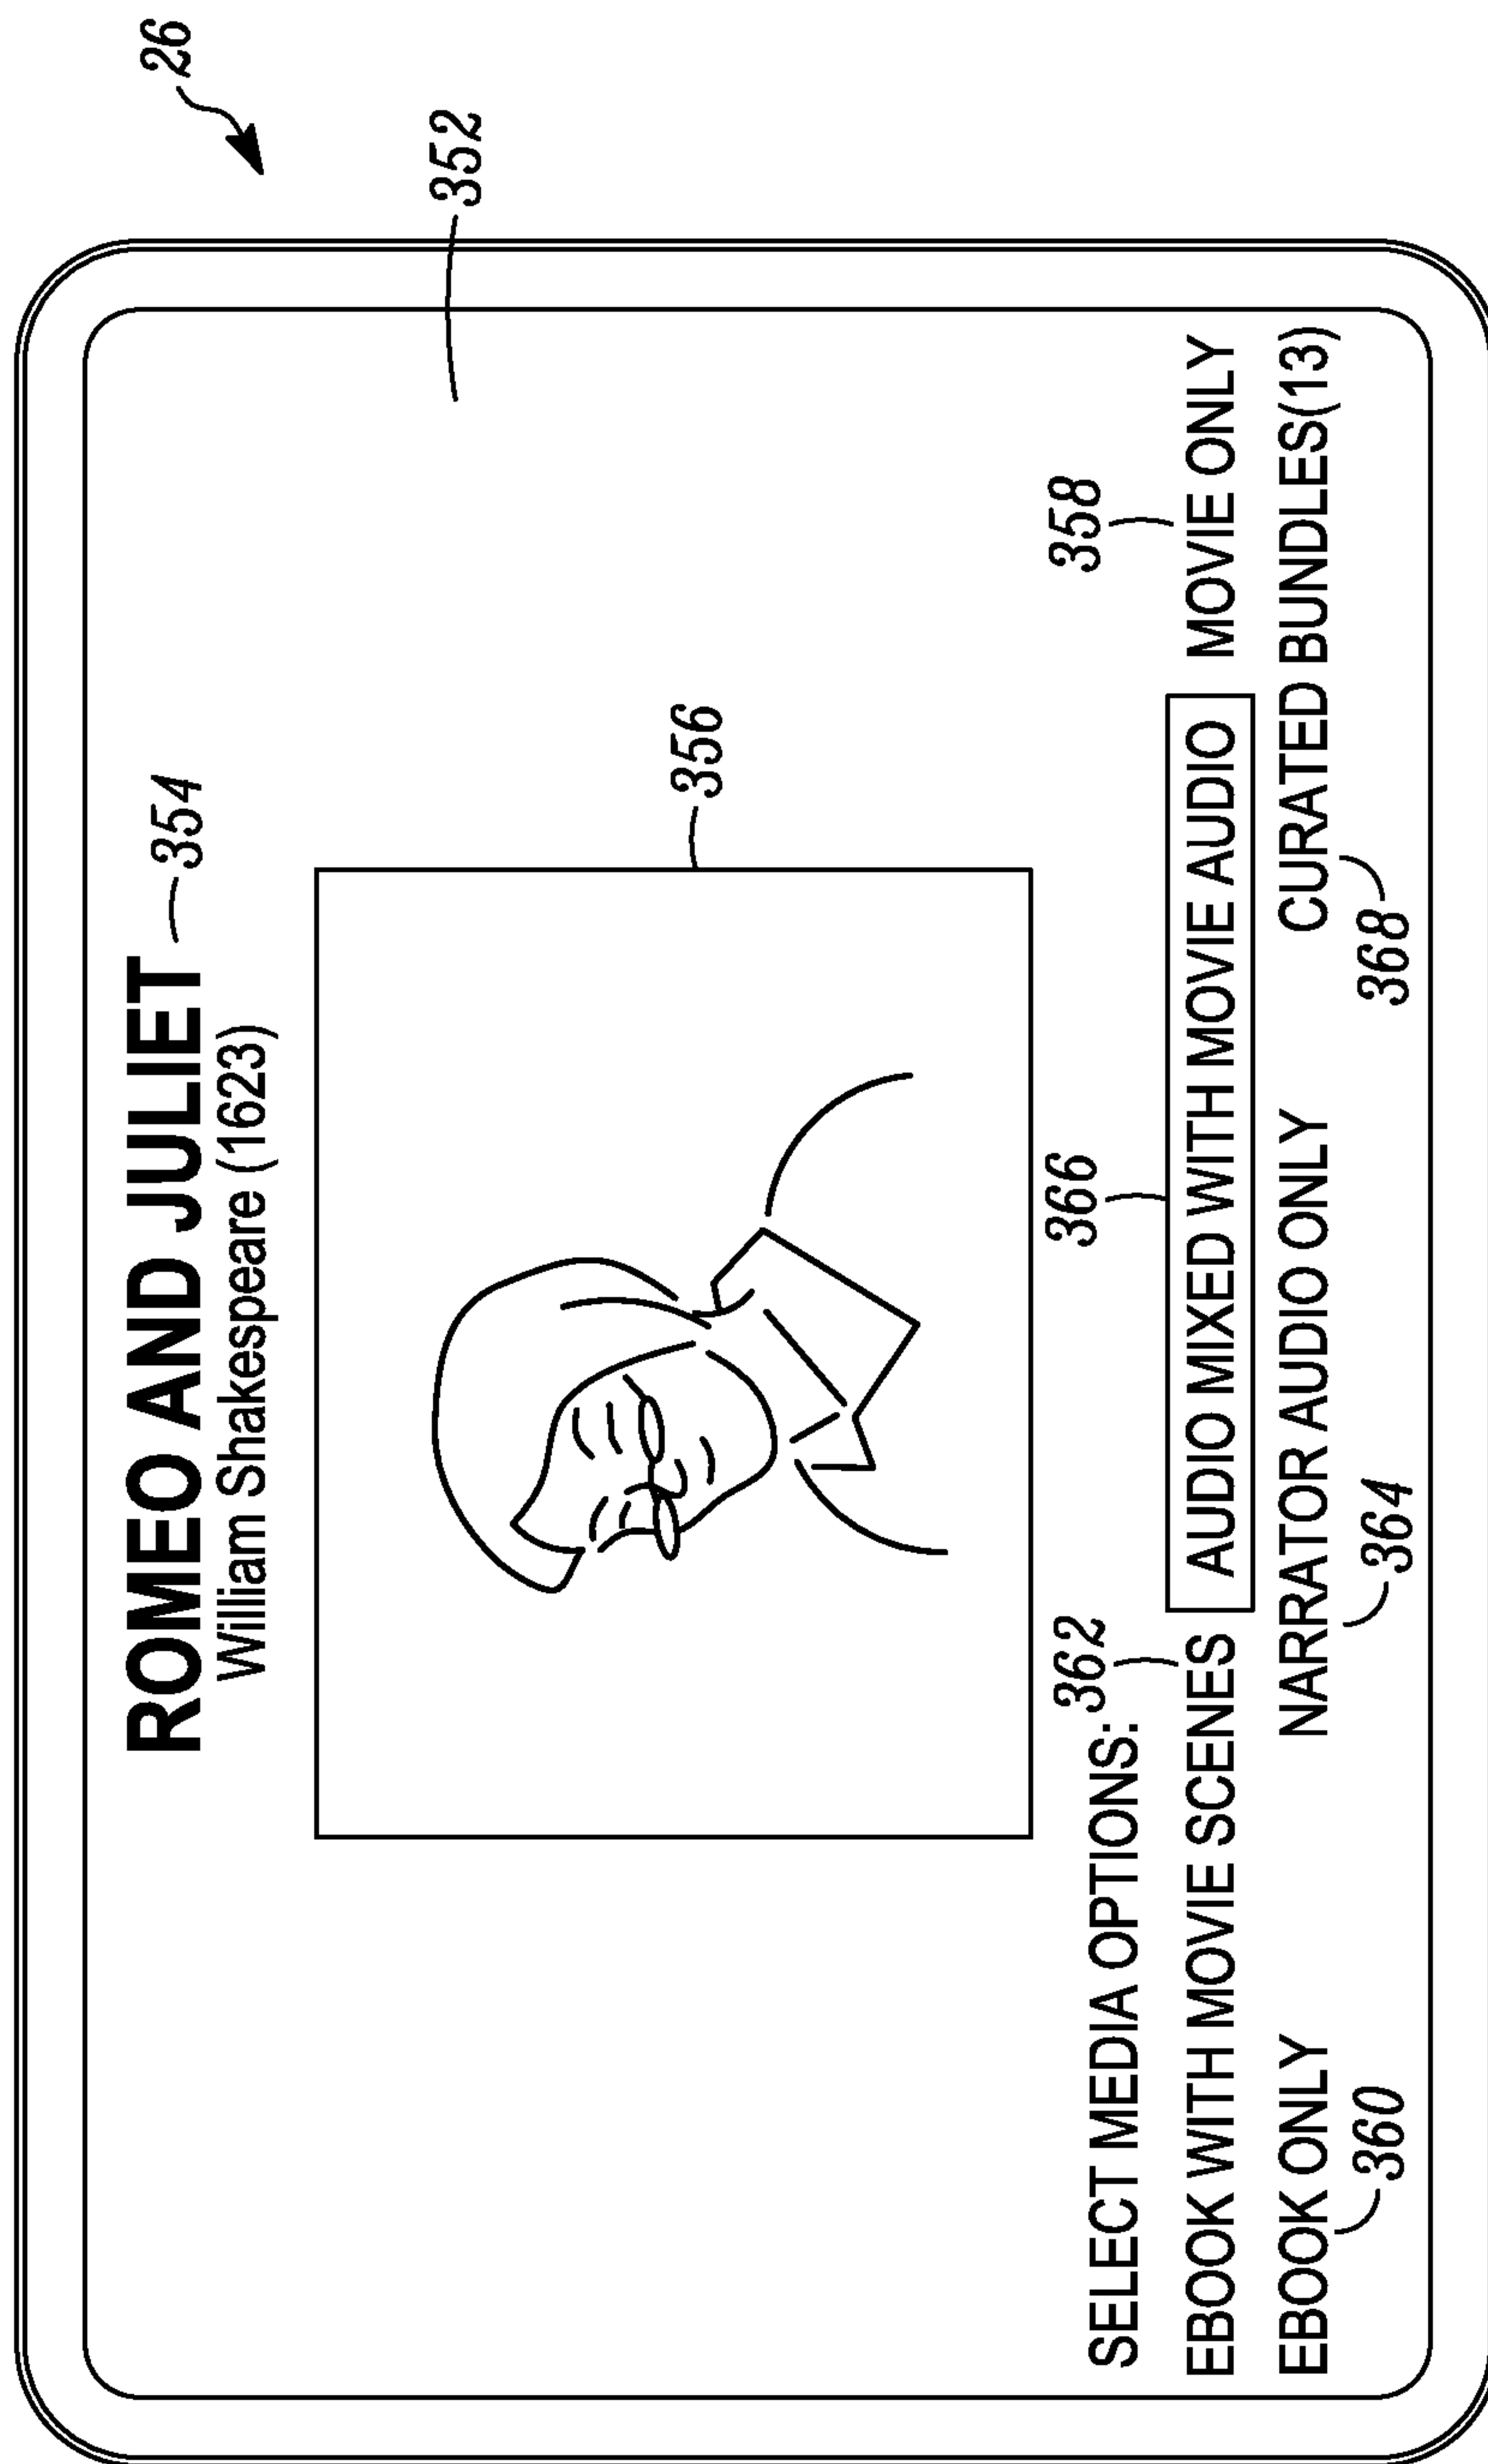 26
352
ROMEO AND JULIET 354
William Shakespeare (1623)
356
SELECT MEDIA OPTIONS: 362 366 358
EBOOK WITH MOVIE SCENES AUDIO MIXED WITH MOVIE AUDIO MOVIE ONLY
EBOOK ONLY NARRATOR AUDIO ONLY CURATED BUNDLES(13)
360 364 368